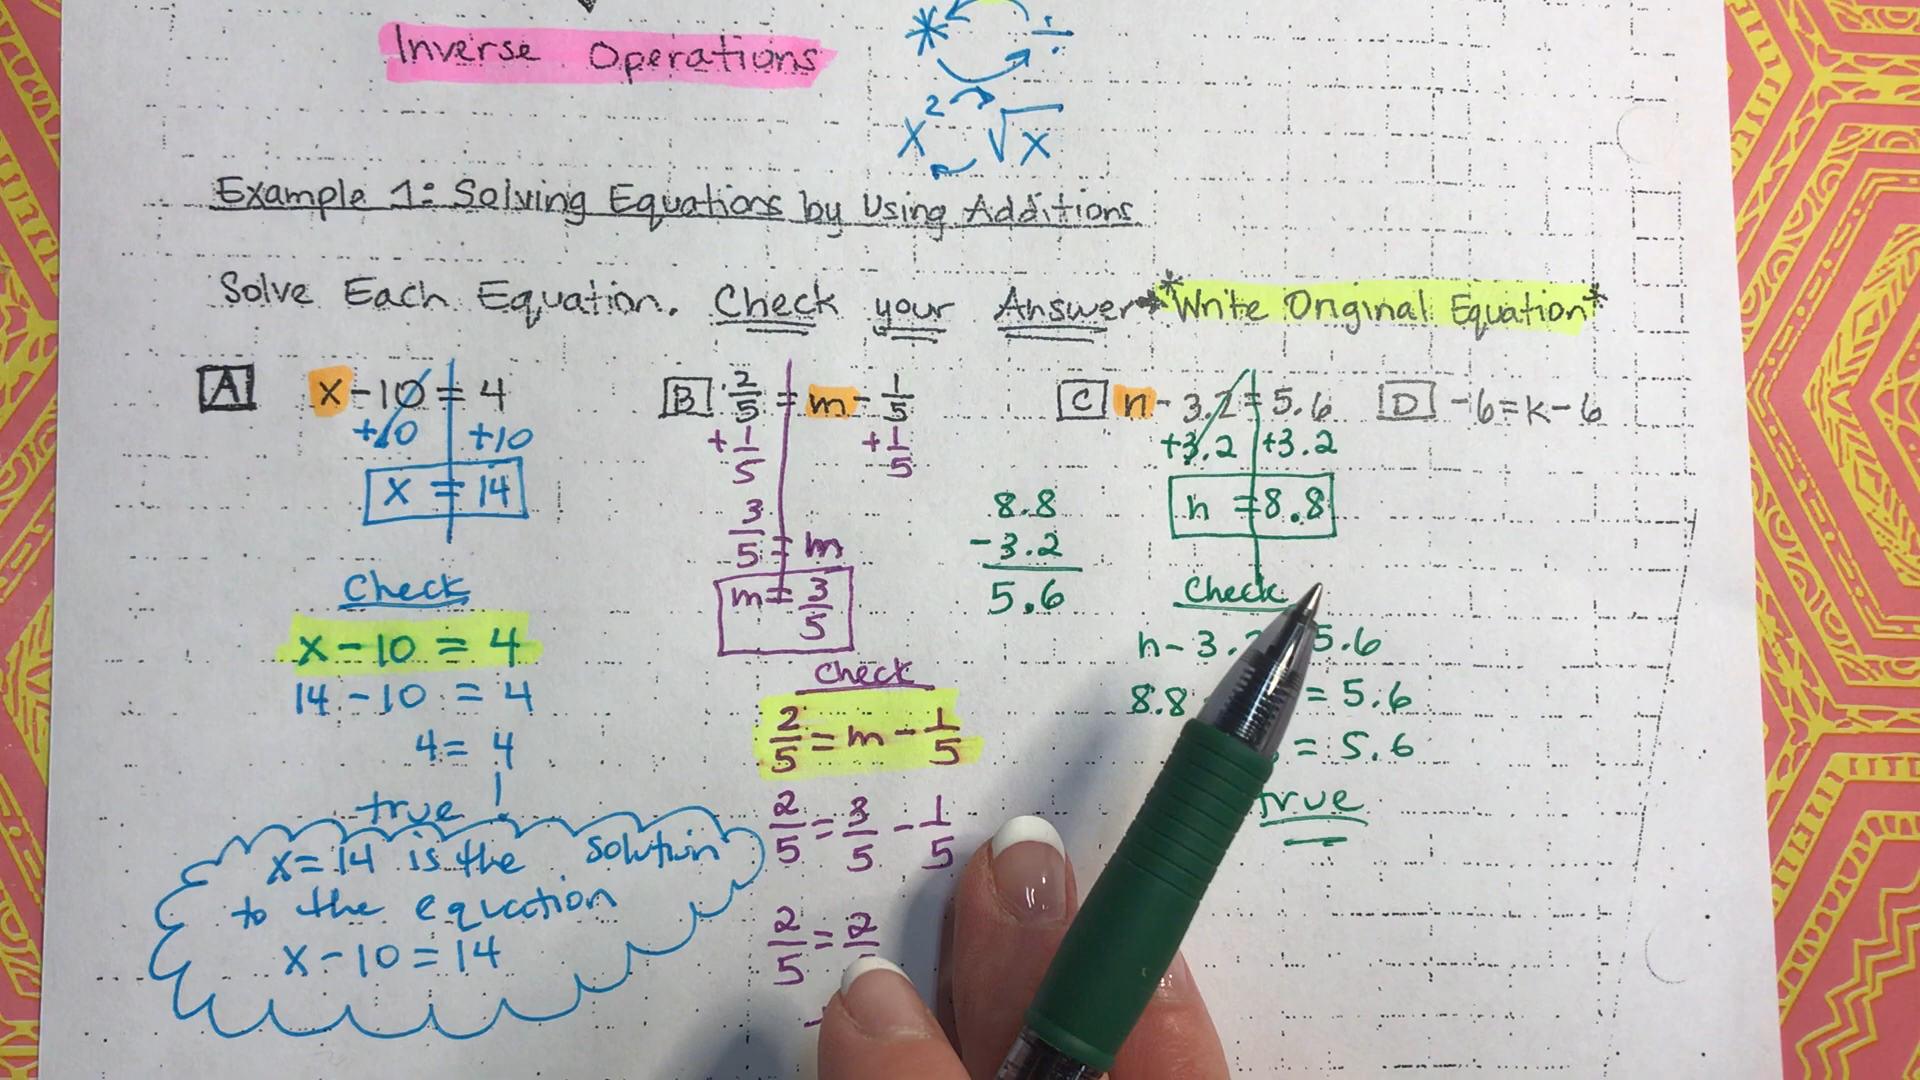 Inverse Operations
* ÷
x² √x
Example 1: Solving Equations by Using Additions
Solve Each Equation. Check your Answer *Write Original Equation*
A x - 10 = 4
+10 +10
x = 14
Check
x - 10 = 4
14 - 10 = 4
4 = 4
true
x = 14 is the solution
to the equation
x - 10 = 14
B 2/5 = m - 1/5
+ 1/5 + 1/5
3/5 = m
m = 3/5
Check
2/5 = m - 1/5
2/5 = 3/5 - 1/5
2/5 = 2
8.8
-3.2
5.6
C n - 3.2 = 5.6
+3.2 +3.2
n = 8.8
Check
n - 3. 5.6
8.8 = 5.6
= 5.6
true
D -6 = k - 6